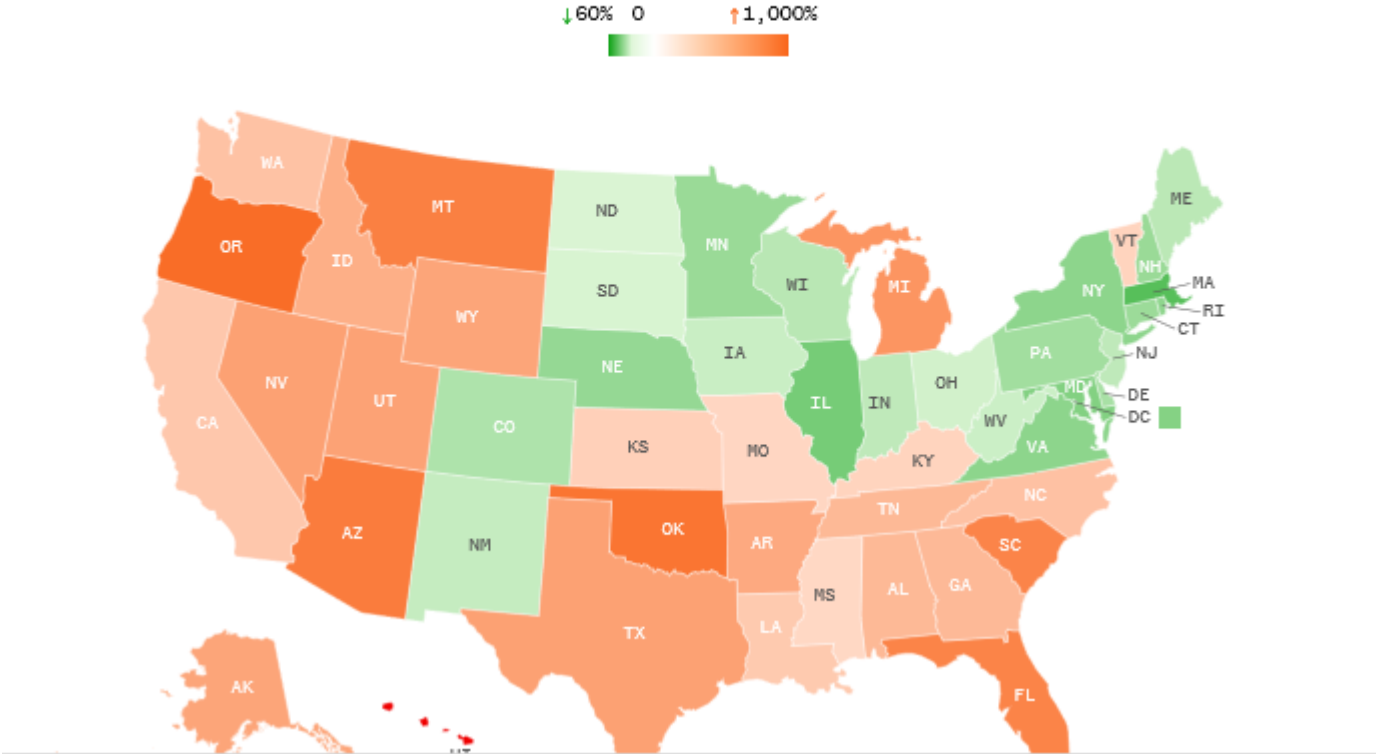 ↓60% 0 ↑1,000%
WA
MT
ND
ME
OR
MN
VT
ID
NH
WI
MI
SD
NY
MA
WY
RI
CT
IA
PA
NJ
NE
NV
OH
UT
IL
IN
MD
DE
DC
CA
CO
WV
KS
MO
VA
KY
NC
TN
AZ
OK
NM
AR
SC
MS
AL
GA
LA
TX
AK
FL